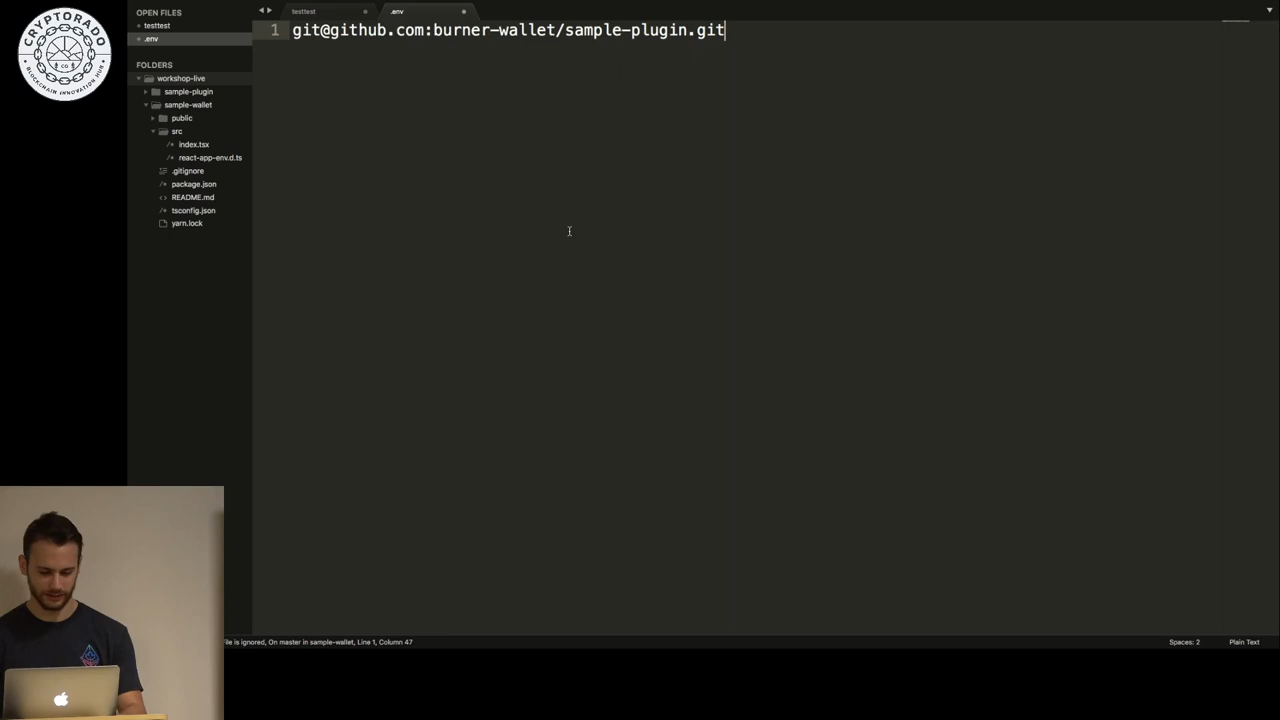 CRYPTORADO
BLOCKCHAIN INNOVATION HUB
CO
OPEN FILES
testtest
.env
FOLDERS
workshop-live
sample-plugin
sample-wallet
public
src
index.tsx
react-app-env.d.ts
.gitignore
package.json
README.md
tsconfig.json
yarn.lock
testtest
.env
1 git@github.com:burner-wallet/sample-plugin.git
File is ignored, On master in sample-wallet, Line 1, Column 47
Spaces: 2
Plain Text